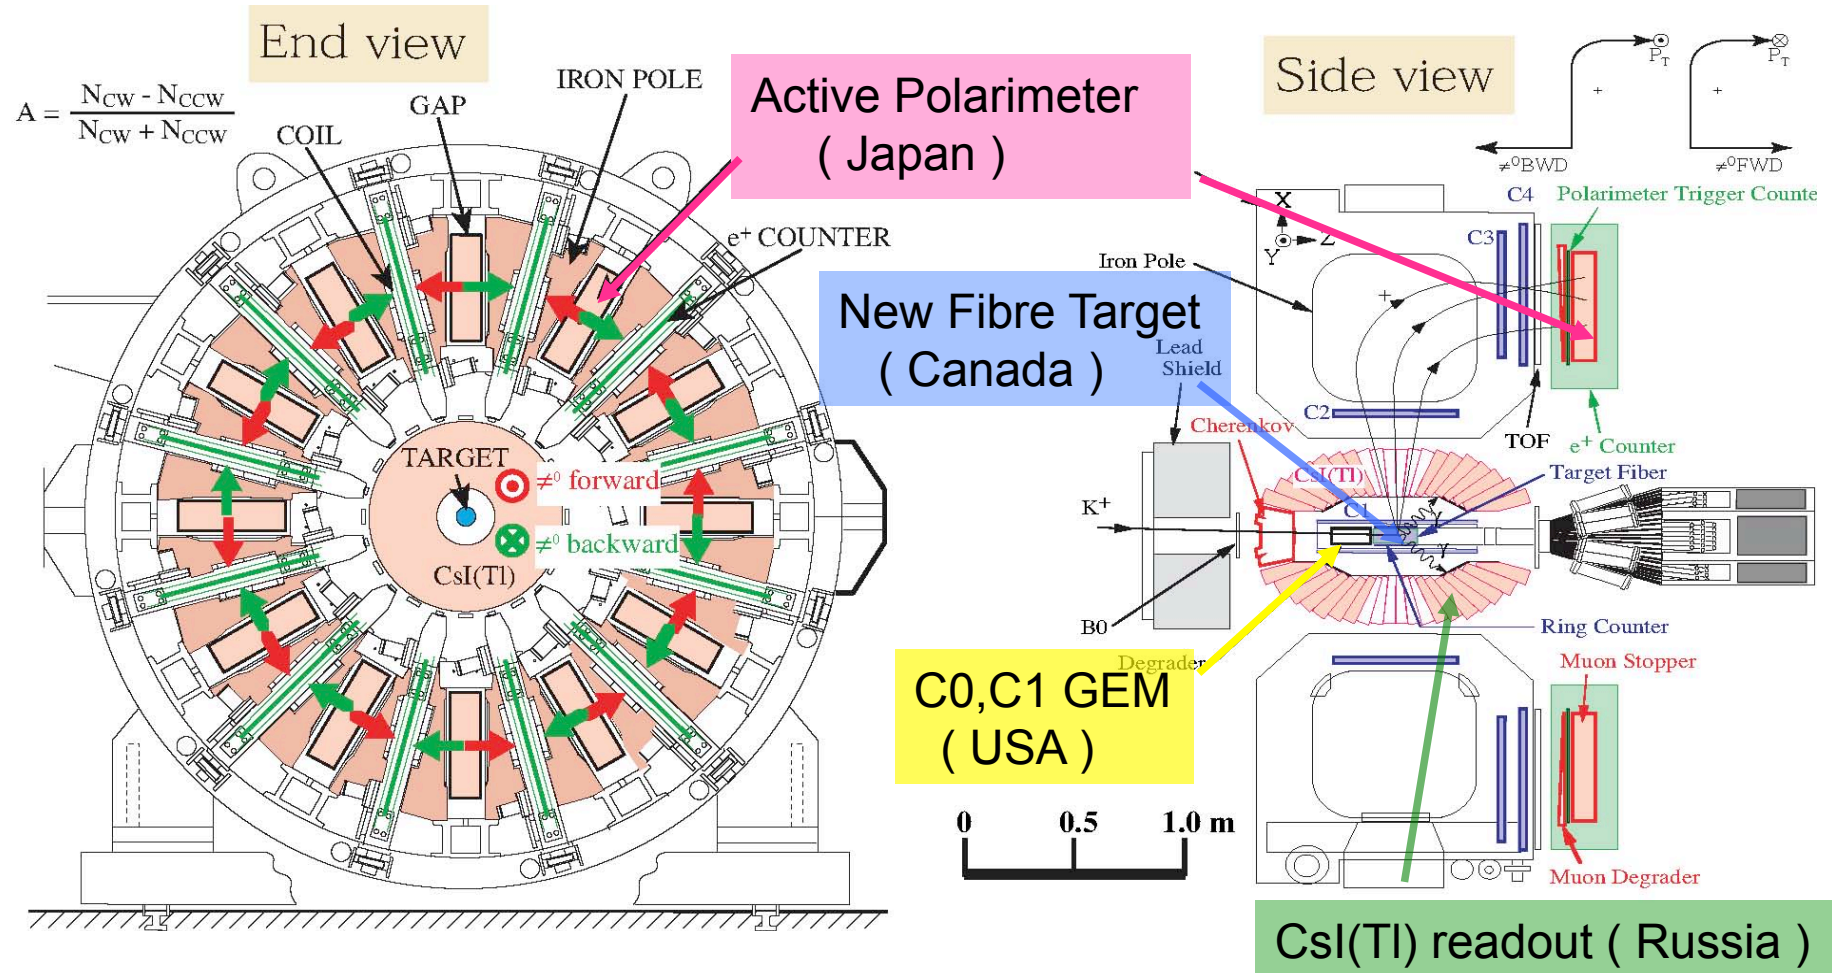 End view
A = N_CW - N_CCW / N_CW + N_CCW
COIL
GAP
IRON POLE
e+ COUNTER
TARGET
≠0 forward
≠0 backward
CsI(Tl)
Active Polarimeter
( Japan )
New Fibre Target
( Canada )
C0,C1 GEM
( USA )
0 0.5 1.0 m
Side view
P_T
P_T
≠0BWD
≠0FWD
C4
Polarimeter Trigger Counte
X
C3
Y
Z
Iron Pole
+
+
+
Lead
Shield
C2
Cherenkov
TOF
e+ Counter
CsI(Tl)
Target Fiber
K+
C1
γ
γ
B0
Ring Counter
Degrader
Muon Stopper
Muon Degrader
CsI(Tl) readout ( Russia )